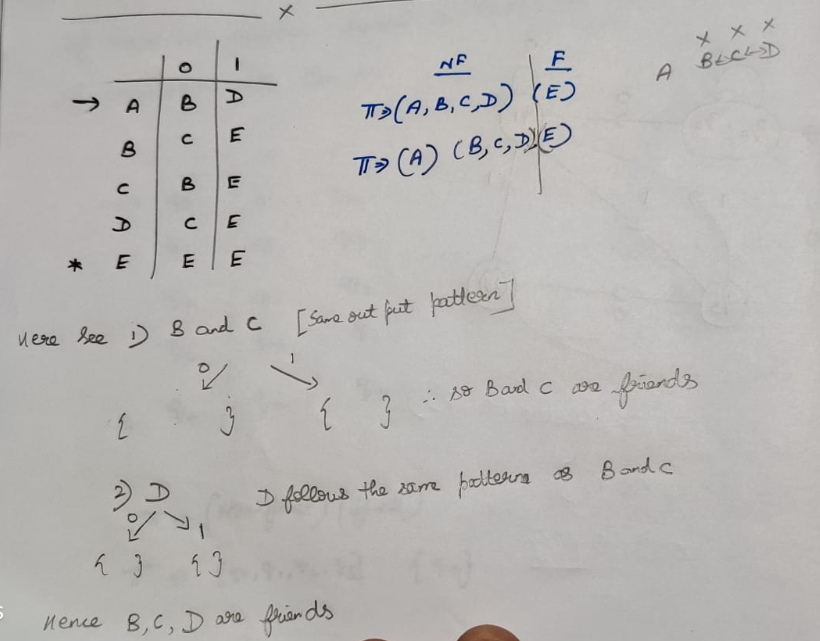 x
0 1
→ A B D
B C E
C B E
D C E
* E E E
NF F
π⇒(A,B,C,D) (E)
π⇒(A) (B,C,D)(E)
x x x
A B↔C↔D
Here see 1) B and C [Same out put pattern]
0 1
{ } { } ∴ so B and C are friends
2) D D follows the same patterns as B and C
0 1
{ } { }
Hence B,C,D are friends